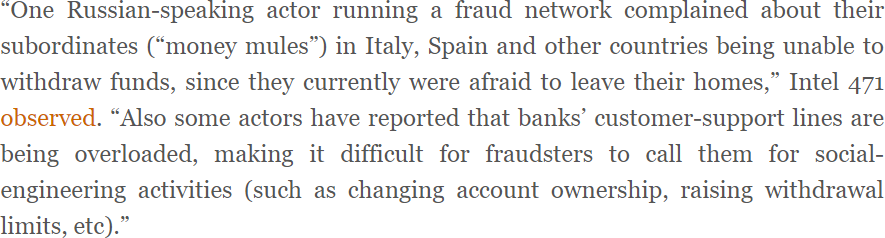 “One Russian-speaking actor running a fraud network complained about their
subordinates (“money mules”) in Italy, Spain and other countries being unable to
withdraw funds, since they currently were afraid to leave their homes,” Intel 471
observed. “Also some actors have reported that banks’ customer-support lines are
being overloaded, making it difficult for fraudsters to call them for social-
engineering activities (such as changing account ownership, raising withdrawal
limits, etc).”